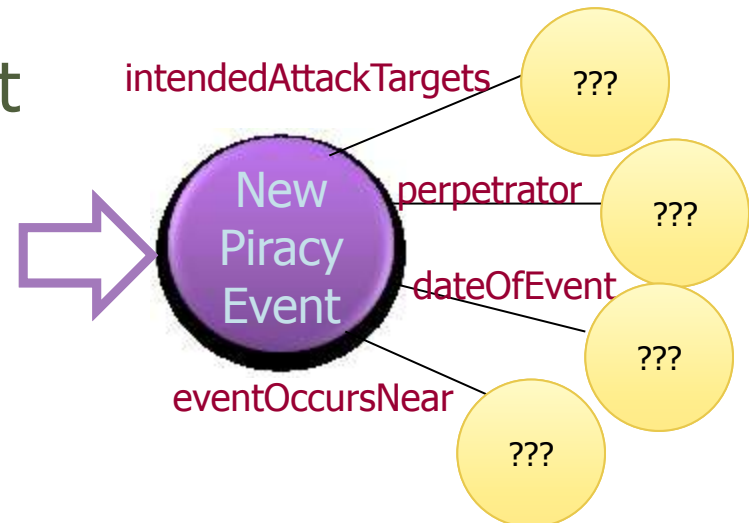 t
intendedAttackTargets
???
New
Piracy
Event
perpetrator
???
dateOfEvent
???
eventOccursNear
???